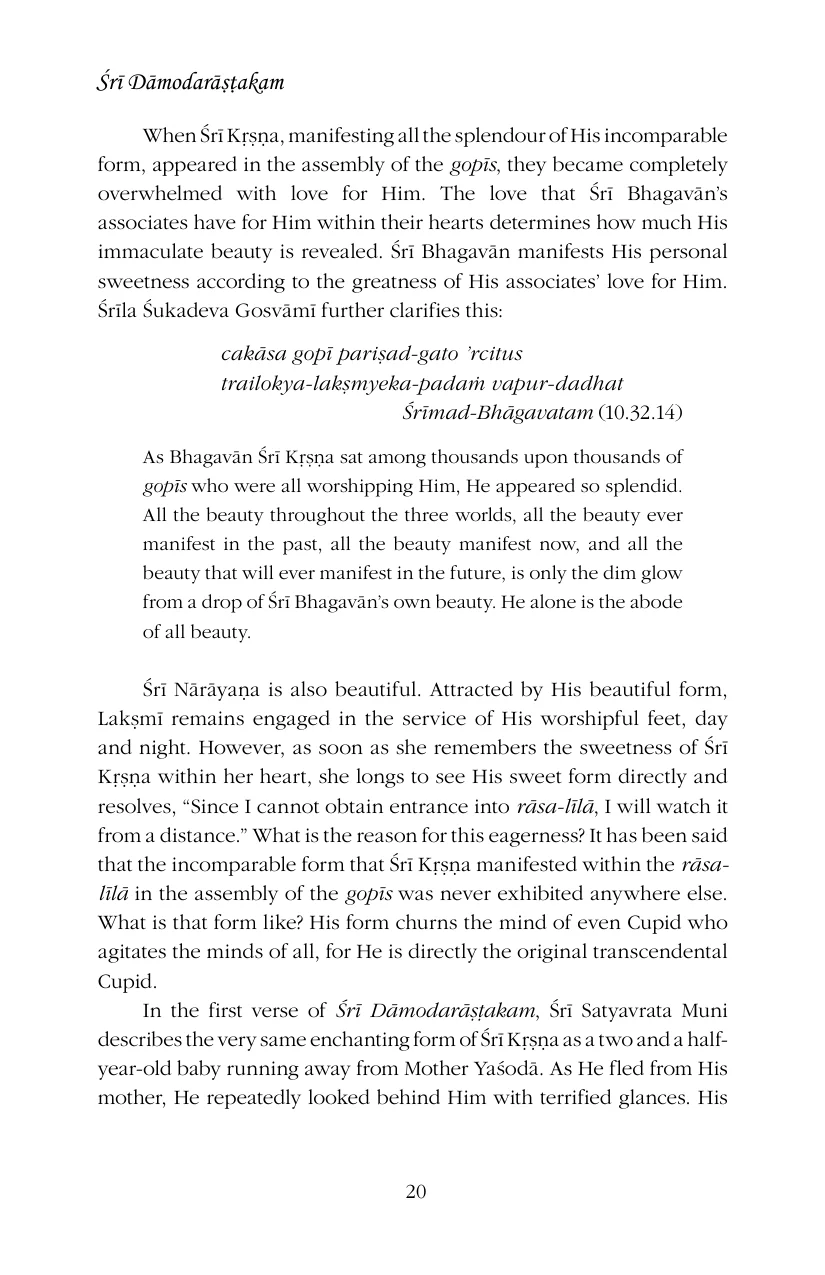 Śrī Dāmodarāṣṭakam
When Śrī Kṛṣṇa, manifesting all the splendour of His incomparable
form, appeared in the assembly of the gopīs, they became completely
overwhelmed with love for Him. The love that Śrī Bhagavān’s
associates have for Him within their hearts determines how much His
immaculate beauty is revealed. Śrī Bhagavān manifests His personal
sweetness according to the greatness of His associates’ love for Him.
Śrīla Śukadeva Gosvāmī further clarifies this:
cakāsa gopī pariṣad-gato ’rcitus
trailokya-lakṣmyeka-padaṁ vapur-dadhat
Śrīmad-Bhāgavatam (10.32.14)
As Bhagavān Śrī Kṛṣṇa sat among thousands upon thousands of
gopīs who were all worshipping Him, He appeared so splendid.
All the beauty throughout the three worlds, all the beauty ever
manifest in the past, all the beauty manifest now, and all the
beauty that will ever manifest in the future, is only the dim glow
from a drop of Śrī Bhagavān’s own beauty. He alone is the abode
of all beauty.
Śrī Nārāyaṇa is also beautiful. Attracted by His beautiful form,
Lakṣmī remains engaged in the service of His worshipful feet, day
and night. However, as soon as she remembers the sweetness of Śrī
Kṛṣṇa within her heart, she longs to see His sweet form directly and
resolves, “Since I cannot obtain entrance into rāsa-līlā, I will watch it
from a distance.” What is the reason for this eagerness? It has been said
that the incomparable form that Śrī Kṛṣṇa manifested within the rāsa-
līlā in the assembly of the gopīs was never exhibited anywhere else.
What is that form like? His form churns the mind of even Cupid who
agitates the minds of all, for He is directly the original transcendental
Cupid.
In the first verse of Śrī Dāmodarāṣṭakam, Śrī Satyavrata Muni
describes the very same enchanting form of Śrī Kṛṣṇa as a two and a half-
year-old baby running away from Mother Yaśodā. As He fled from His
mother, He repeatedly looked behind Him with terrified glances. His
20